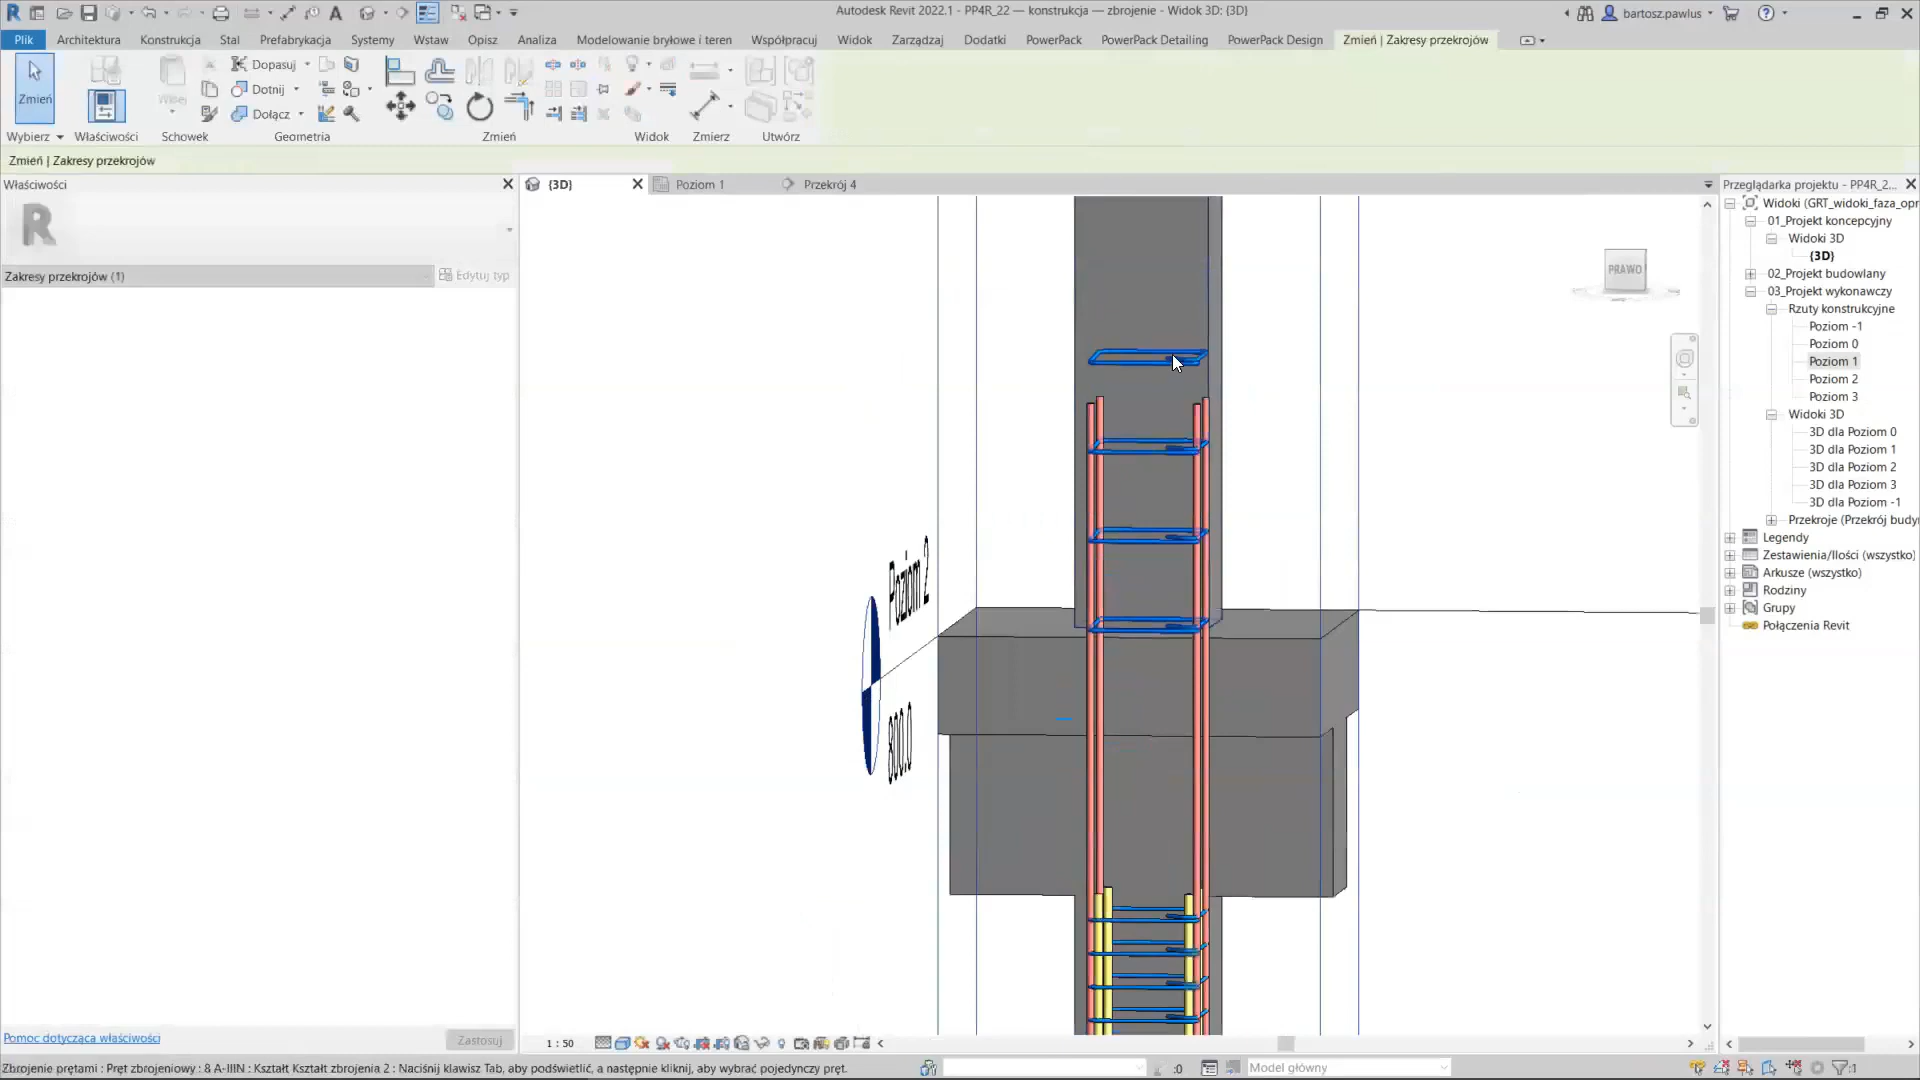 Autodesk Revit 2022.1 - PP4R_22 — konstrukcja — zbrojenie - Widok 3D: {3D}
bartosz.pawlus
Plik Architektura Konstrukcja Stal Prefabrykacja Systemy Wstaw Opisz Analiza Modelowanie bryłowe i teren Współpracuj Widok Zarządzaj Dodatki PowerPack PowerPack Detailing PowerPack Design Zmień | Zakresy przekrojów
Zmień
Wklej
Dopasuj
Dotnij
Dołącz
Wybierz Właściwości Schowek Geometria Zmień Widok Zmierz Utwórz
Zmień | Zakresy przekrojów
Właściwości
Zakresy przekrojów (1)
Edytuj typ
Pomoc dotycząca właściwości
Zastosuj
{3D}
Poziom 1
Przekrój 4
PRAWO
Poziom 2
800.0
Przeglądarka projektu - PP4R_2...
Widoki (GRT_widoki_faza_opr
01_Projekt koncepcyjny
Widoki 3D
{3D}
02_Projekt budowlany
03_Projekt wykonawczy
Rzuty konstrukcyjne
Poziom -1
Poziom 0
Poziom 1
Poziom 2
Poziom 3
Widoki 3D
3D dla Poziom 0
3D dla Poziom 1
3D dla Poziom 2
3D dla Poziom 3
3D dla Poziom -1
Przekroje (Przekrój budy
Legendy
Zestawienia/Ilości (wszystko)
Arkusze (wszystko)
Rodziny
Grupy
Połączenia Revit
1 : 50
Zbrojenie prętami : Pręt zbrojeniowy : 8 A-IIIN : Kształt Kształt zbrojenia 2 : Naciśnij klawisz Tab, aby podświetlić, a następnie kliknij, aby wybrać pojedynczy pręt.
:0
Model główny
:1